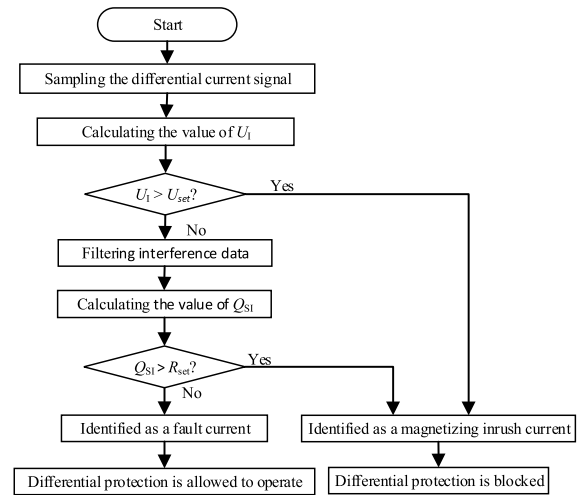 Start
Sampling the differential current signal
Calculating the value of U_I
U_I > U_set?
Yes
No
Filtering interference data
Calculating the value of Q_SI
Q_SI > R_set?
Yes
No
Identified as a fault current
Identified as a magnetizing inrush current
Differential protection is allowed to operate
Differential protection is blocked